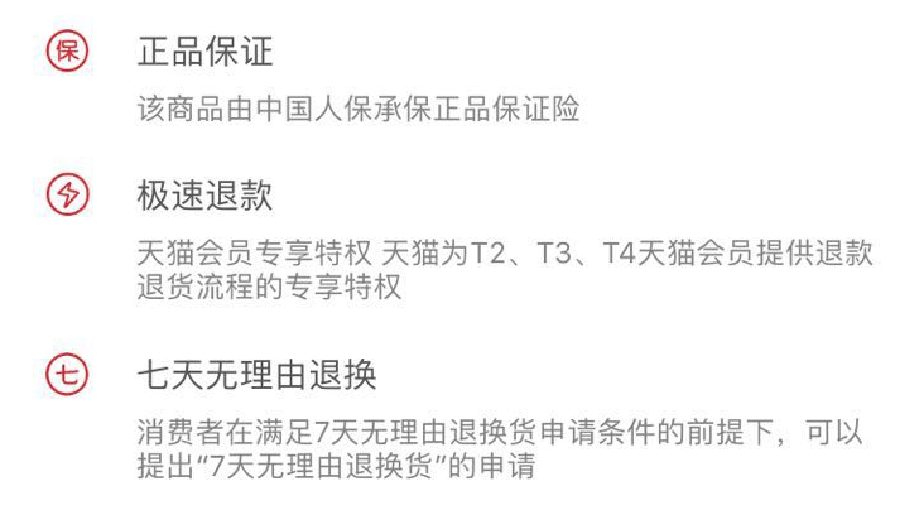 保 正品保证
该商品由中国人保承保正品保证险
极速退款
天猫会员专享特权 天猫为T2、T3、T4天猫会员提供退款
退货流程的专享特权
七 七天无理由退换
消费者在满足7天无理由退换货申请条件的前提下，可以
提出“7天无理由退换货”的申请